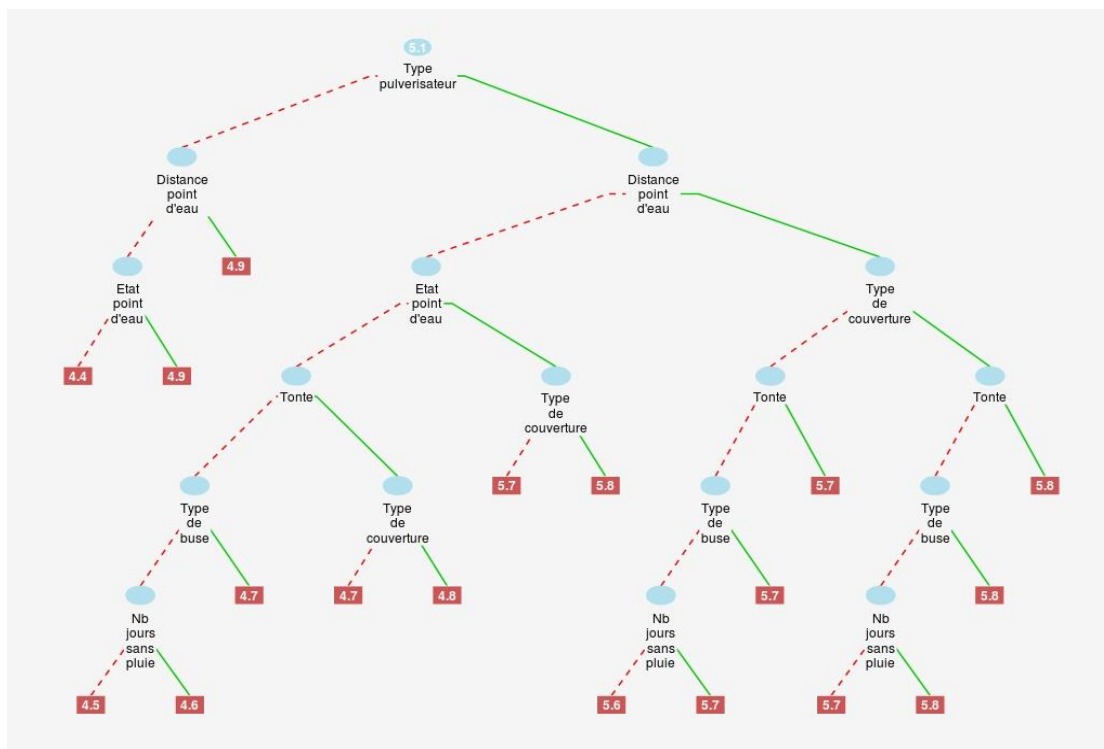 5.1
Type
pulverisateur
Distance
point
d'eau
Distance
point
d'eau
4.9
Etat
point
d'eau
Etat
point
d'eau
Type
de
couverture
4.4
4.9
Tonte
Type
de
couverture
Tonte
Tonte
5.7
5.8
5.7
5.8
Type
de
buse
Type
de
couverture
Type
de
buse
Type
de
buse
4.7
4.7
4.8
5.7
5.8
Nb
jours
sans
pluie
Nb
jours
sans
pluie
Nb
jours
sans
pluie
4.5
4.6
5.6
5.7
5.7
5.8